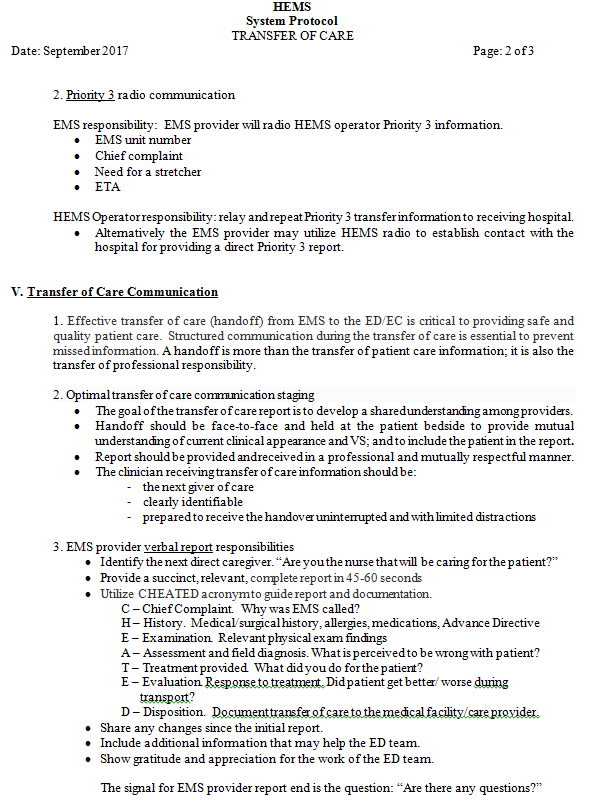 HEMS
System Protocol
TRANSFER OF CARE
Date: September 2017 Page: 2 of 3
2. Priority 3 radio communication
EMS responsibility: EMS provider will radio HEMS operator Priority 3 information.
• EMS unit number
• Chief complaint
• Need for a stretcher
• ETA
HEMS Operator responsibility: relay and repeat Priority 3 transfer information to receiving hospital.
• Alternatively the EMS provider may utilize HEMS radio to establish contact with the
hospital for providing a direct Priority 3 report.
V. Transfer of Care Communication
1. Effective transfer of care (handoff) from EMS to the ED/EC is critical to providing safe and
quality patient care. Structured communication during the transfer of care is essential to prevent
missed information. A handoff is more than the transfer of patient care information; it is also the
transfer of professional responsibility.
2. Optimal transfer of care communication staging
• The goal of the transfer of care report is to develop a shared understanding among providers.
• Handoff should be face-to-face and held at the patient bedside to provide mutual
understanding of current clinical appearance and VS; and to include the patient in the report.
• Report should be provided and received in a professional and mutually respectful manner.
• The clinician receiving transfer of care information should be:
- the next giver of care
- clearly identifiable
- prepared to receive the handover uninterrupted and with limited distractions
3. EMS provider verbal report responsibilities
• Identify the next direct caregiver. “Are you the nurse that will be caring for the patient?”
• Provide a succinct, relevant, complete report in 45-60 seconds
• Utilize CHEATED acronym to guide report and documentation.
C – Chief Complaint. Why was EMS called?
H – History. Medical/surgical history, allergies, medications, Advance Directive
E – Examination. Relevant physical exam findings
A – Assessment and field diagnosis. What is perceived to be wrong with patient?
T – Treatment provided. What did you do for the patient?
E – Evaluation. Response to treatment. Did patient get better/ worse during
transport?
D – Disposition. Document transfer of care to the medical facility/care provider.
• Share any changes since the initial report.
• Include additional information that may help the ED team.
• Show gratitude and appreciation for the work of the ED team.
The signal for EMS provider report end is the question: “Are there any questions?”